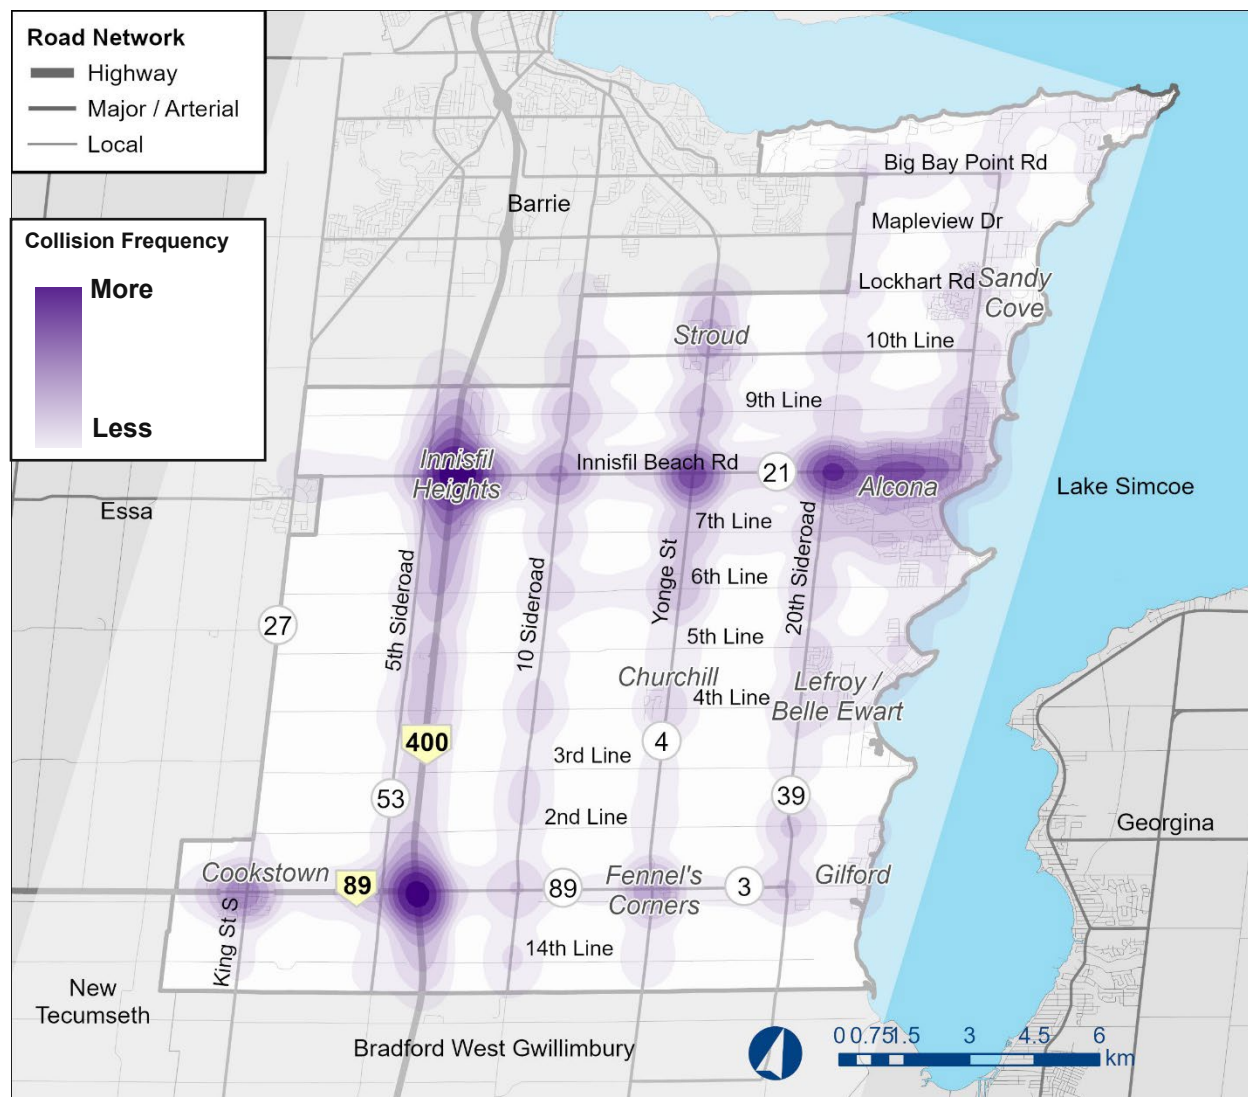 Road Network
Highway
Major / Arterial
Local
Collision Frequency
More
Less
Barrie
Big Bay Point Rd
Mapleview Dr
Lockhart Rd
Sandy
Cove
Stroud
10th Line
9th Line
Innisfil
Heights
Innisfil Beach Rd
21
Alcona
Lake Simcoe
Essa
7th Line
6th Line
5th Line
4th Line
27
5th Sideroad
10 Sideroad
Yonge St
20th Sideroad
Churchill
Lefroy /
Belle Ewart
400
4
3rd Line
53
39
2nd Line
Georgina
Cookstown
89
89
Fennel's
Corners
3
Gilford
King St S
14th Line
New
Tecumseth
Bradford West Gwillimbury
0 0.75 1.5 3 4.5 6
km